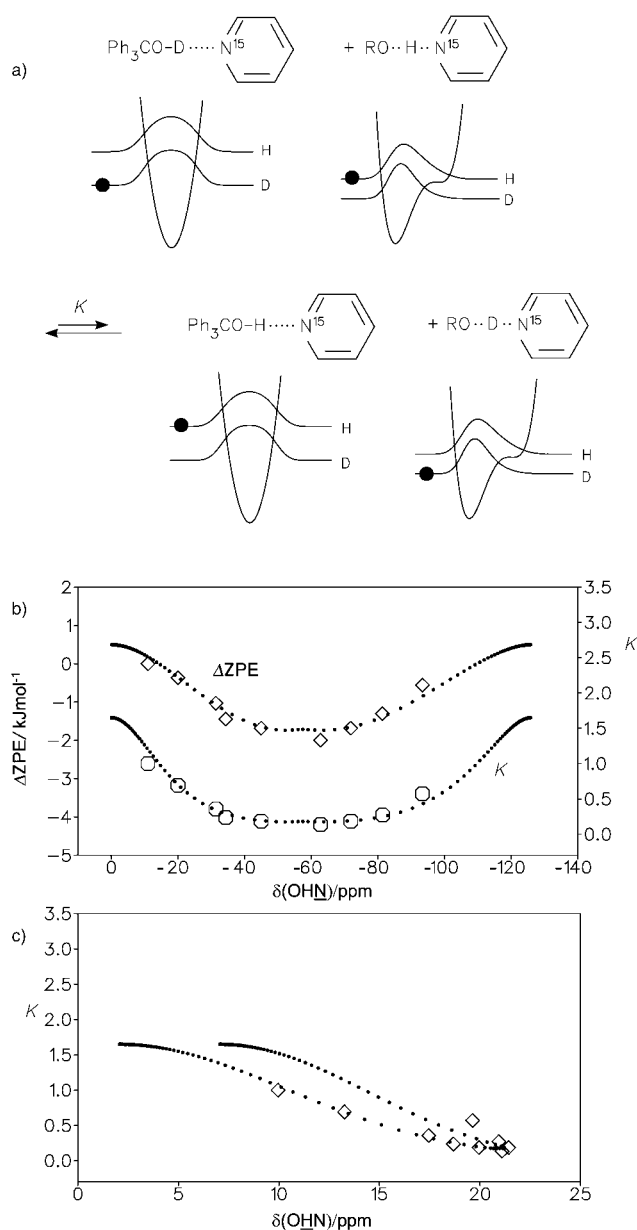 a)
Ph₃CO–D·····N¹⁵ + RO··H·N¹⁵
H
D
H
D
K
Ph₃CO–H·····N¹⁵ + RO··D·N¹⁵
H
D
H
D
b)
2
1
0
−1
−2
−3
−4
−5
ΔZPE/ kJmol⁻¹
ΔZPE
K
3.5
3.0
2.5
2.0
1.5
1.0
0.5
0.0
K
0 -20 -40 -60 -80 -100 -120 -140
δ(OHN)/ppm
c)
3.5
3.0
2.5
2.0
1.5
1.0
0.5
0.0
K
0 5 10 15 20 25
δ(OHN)/ppm